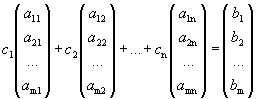 c₁ ( a₁₁ a₂₁ ... aₘ₁ ) + c₂ ( a₁₂ a₂₂ ... aₘ₂ ) + ... + cₙ ( a₁ₙ a₂ₙ ... aₘₙ ) = ( b₁ b₂ ... bₘ )